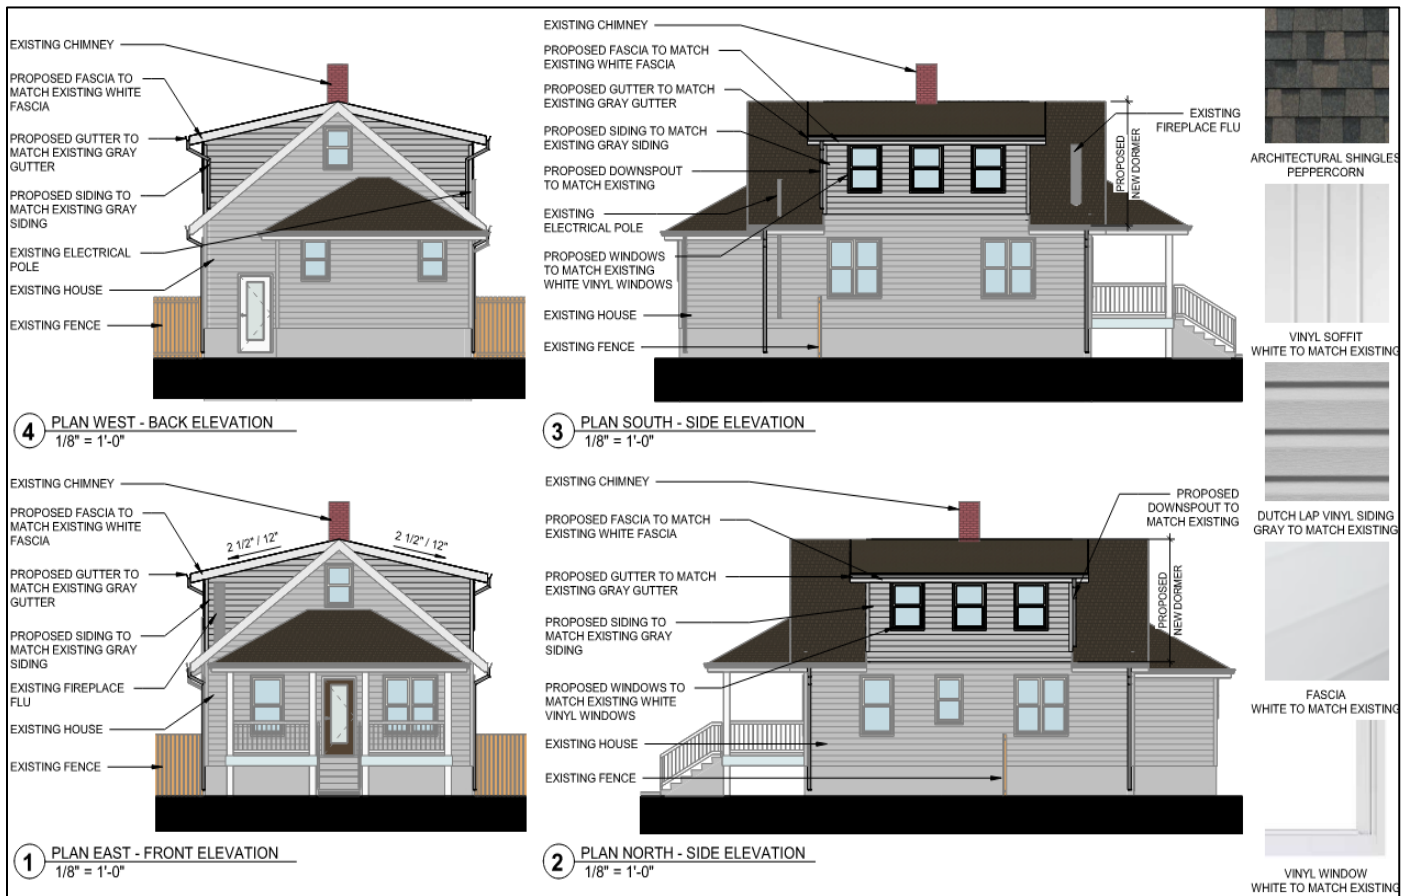 EXISTING CHIMNEY
PROPOSED FASCIA TO
MATCH EXISTING WHITE
FASCIA
PROPOSED GUTTER TO
MATCH EXISTING GRAY
GUTTER
PROPOSED SIDING TO
MATCH EXISTING GRAY
SIDING
EXISTING ELECTRICAL
POLE
EXISTING HOUSE
EXISTING FENCE
4
PLAN WEST - BACK ELEVATION
1/8" = 1'-0"
EXISTING CHIMNEY
PROPOSED FASCIA TO MATCH
EXISTING WHITE FASCIA
PROPOSED GUTTER TO MATCH
EXISTING GRAY GUTTER
PROPOSED SIDING TO MATCH
EXISTING GRAY SIDING
PROPOSED DOWNSPOUT
TO MATCH EXISTING
EXISTING
ELECTRICAL POLE
PROPOSED WINDOWS
TO MATCH EXISTING
WHITE VINYL WINDOWS
EXISTING HOUSE
EXISTING FENCE
PROPOSED
NEW DORMER
EXISTING
FIREPLACE FLU
3
PLAN SOUTH - SIDE ELEVATION
1/8" = 1'-0"
EXISTING CHIMNEY
PROPOSED FASCIA TO
MATCH EXISTING WHITE
FASCIA
PROPOSED GUTTER TO
MATCH EXISTING GRAY
GUTTER
PROPOSED SIDING TO
MATCH EXISTING GRAY
SIDING
EXISTING FIREPLACE
FLU
EXISTING HOUSE
EXISTING FENCE
2 1/2" / 12"
2 1/2" / 12"
1
PLAN EAST - FRONT ELEVATION
1/8" = 1'-0"
EXISTING CHIMNEY
PROPOSED FASCIA TO MATCH
EXISTING WHITE FASCIA
PROPOSED GUTTER TO MATCH
EXISTING GRAY GUTTER
PROPOSED SIDING TO
MATCH EXISTING GRAY
SIDING
PROPOSED WINDOWS TO
MATCH EXISTING WHITE
VINYL WINDOWS
EXISTING HOUSE
EXISTING FENCE
PROPOSED
DOWNSPOUT TO
MATCH EXISTING
PROPOSED
NEW DORMER
2
PLAN NORTH - SIDE ELEVATION
1/8" = 1'-0"
ARCHITECTURAL SHINGLES
PEPPERCORN
VINYL SOFFIT
WHITE TO MATCH EXISTING
DUTCH LAP VINYL SIDING
GRAY TO MATCH EXISTING
FASCIA
WHITE TO MATCH EXISTING
VINYL WINDOW
WHITE TO MATCH EXISTING